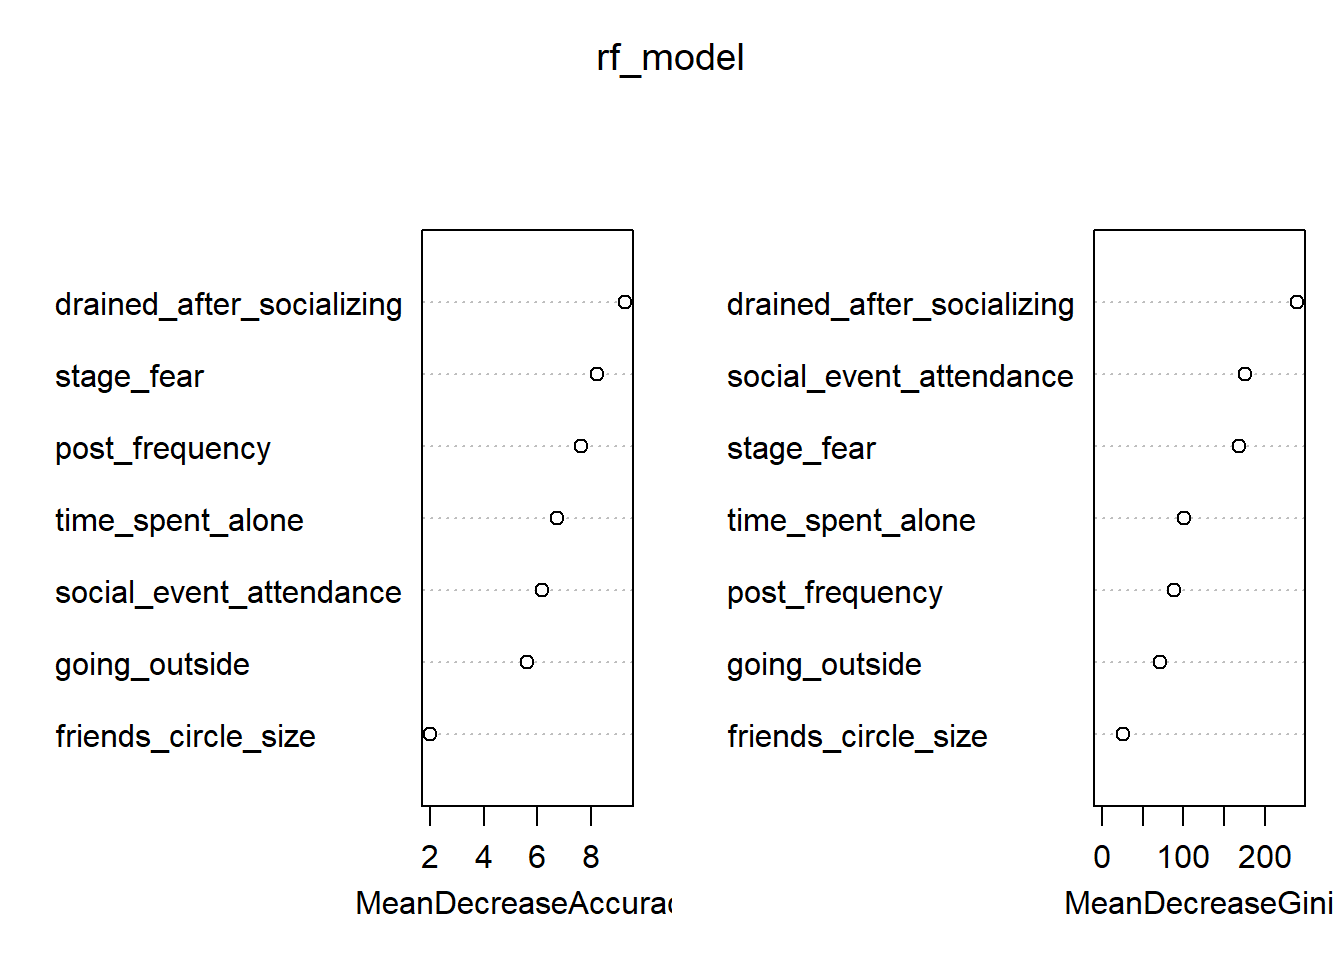 rf_model
drained_after_socializing
stage_fear
post_frequency
time_spent_alone
social_event_attendance
going_outside
friends_circle_size
2 4 6 8
MeanDecreaseAccurac
drained_after_socializing
social_event_attendance
stage_fear
time_spent_alone
post_frequency
going_outside
friends_circle_size
0 100 200
MeanDecreaseGini